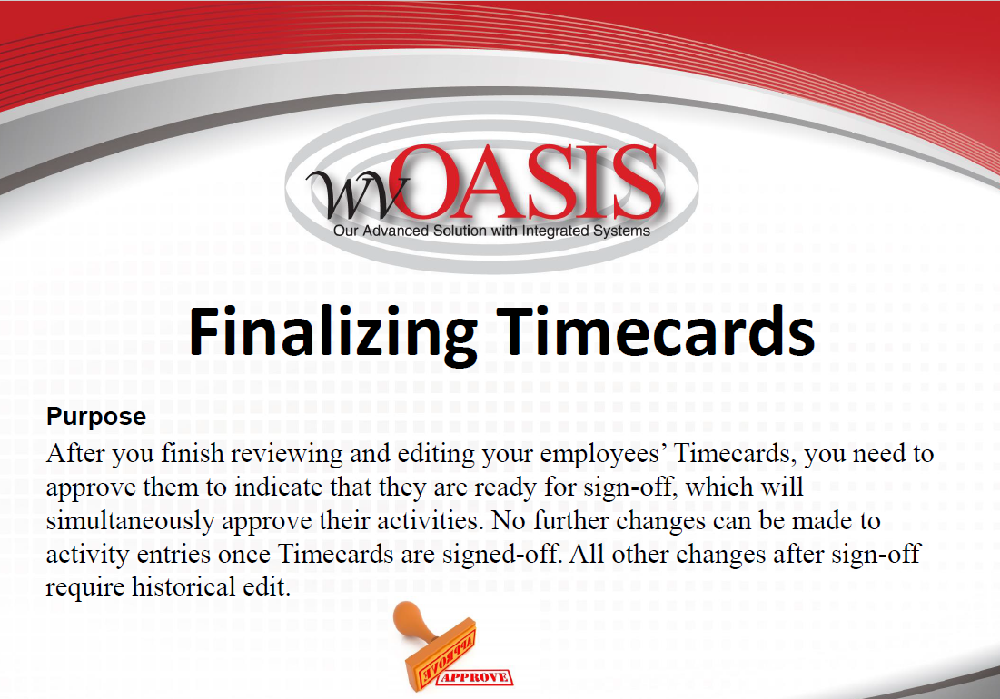 wvOASIS
Our Advanced Solution with Integrated Systems
Finalizing Timecards
Purpose
After you finish reviewing and editing your employees’ Timecards, you need to
approve them to indicate that they are ready for sign-off, which will
simultaneously approve their activities. No further changes can be made to
activity entries once Timecards are signed-off. All other changes after sign-off
require historical edit.
APPROVE
APPROVE